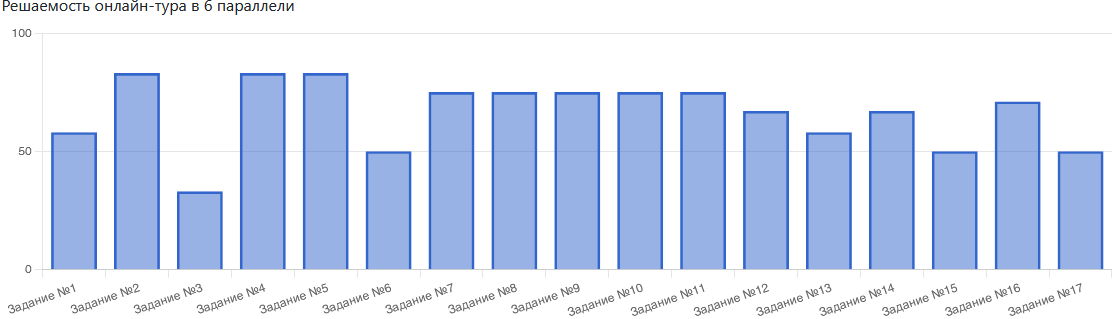 Решаемость онлайн-тура в 6 параллели
100
50
0
Задание №1
Задание №2
Задание №3
Задание №4
Задание №5
Задание №6
Задание №7
Задание №8
Задание №9
Задание №10
Задание №11
Задание №12
Задание №13
Задание №14
Задание №15
Задание №16
Задание №17